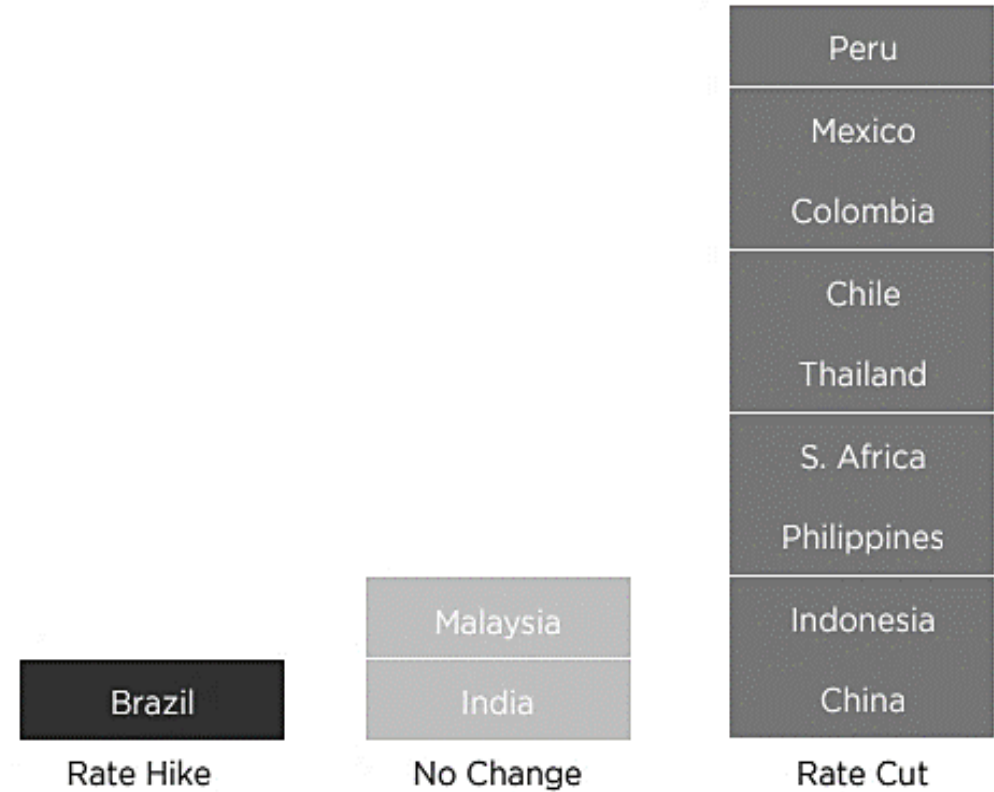 Peru
Mexico
Colombia
Chile
Thailand
S. Africa
Philippines
Malaysia
Indonesia
Brazil
India
China
Rate Hike
No Change
Rate Cut